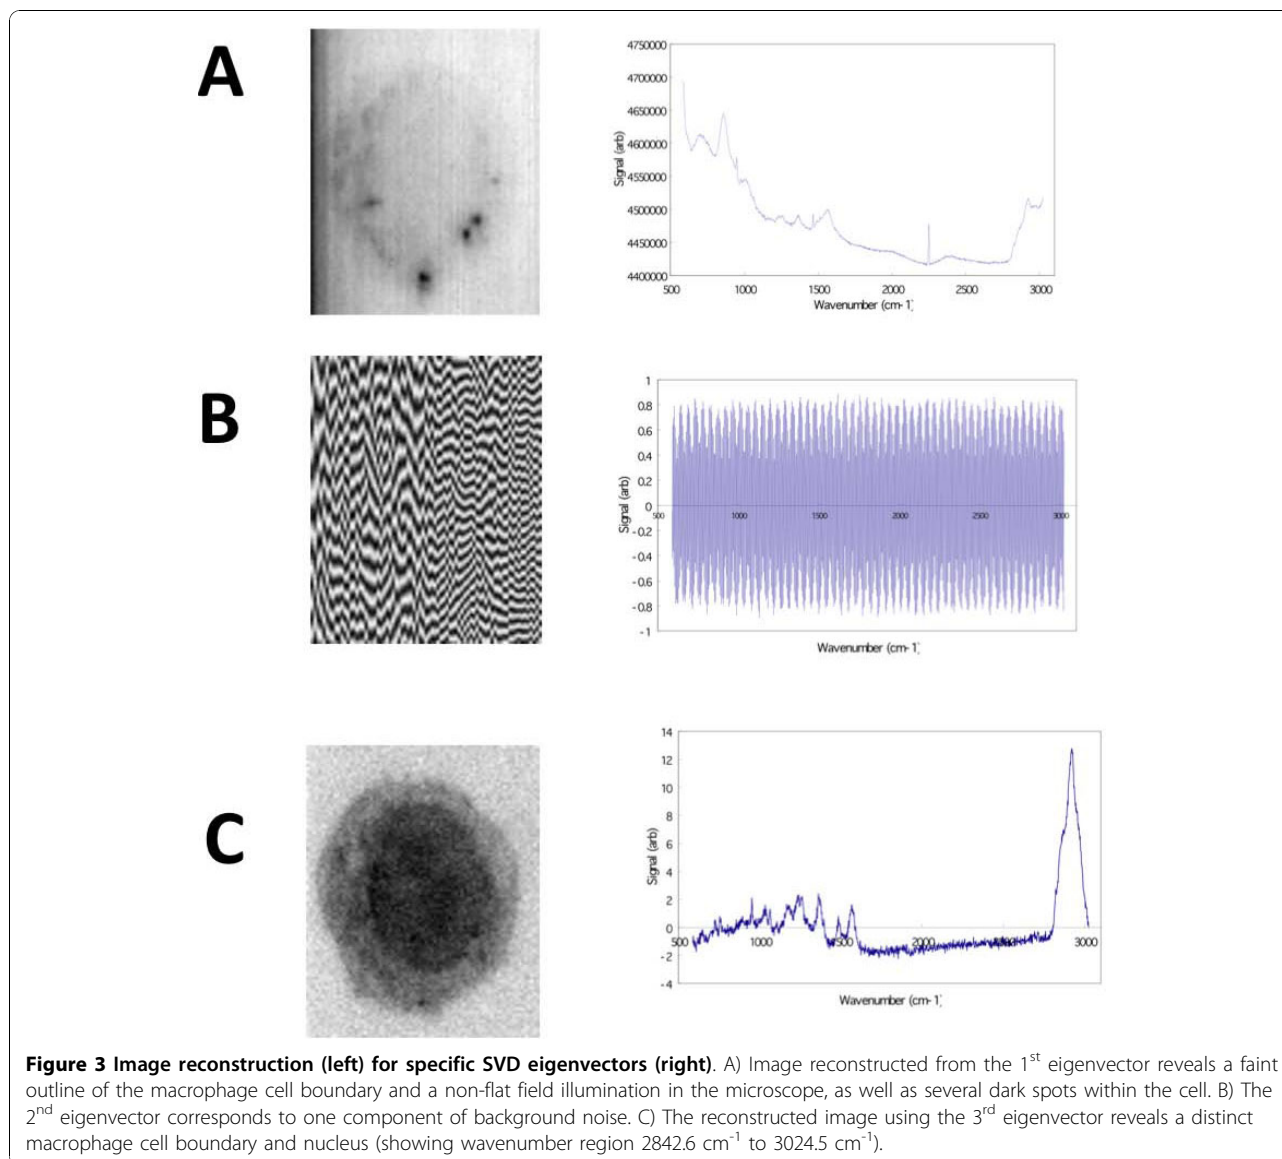 A
4750000
4700000
4650000
4600000
4550000
4500000
4450000
4400000
Signal (arb)
500 1000 1500 2000 2500 3000
Wavenumber (cm-1)
B
1
0.8
0.6
0.4
0.2
0
-0.2
-0.4
-0.6
-0.8
-1
Signal (arb)
500 1000 1500 2000 2500 3000
Wavenumber (cm-1)
C
14
12
10
8
6
4
2
0
-2
-4
Signal (arb)
500 1000 1500 2000 2500 3000
Wavenumber (cm-1)
Figure 3 Image reconstruction (left) for specific SVD eigenvectors (right). A) Image reconstructed from the 1st eigenvector reveals a faint
outline of the macrophage cell boundary and a non-flat field illumination in the microscope, as well as several dark spots within the cell. B) The
2nd eigenvector corresponds to one component of background noise. C) The reconstructed image using the 3rd eigenvector reveals a distinct
macrophage cell boundary and nucleus (showing wavenumber region 2842.6 cm-1 to 3024.5 cm-1).